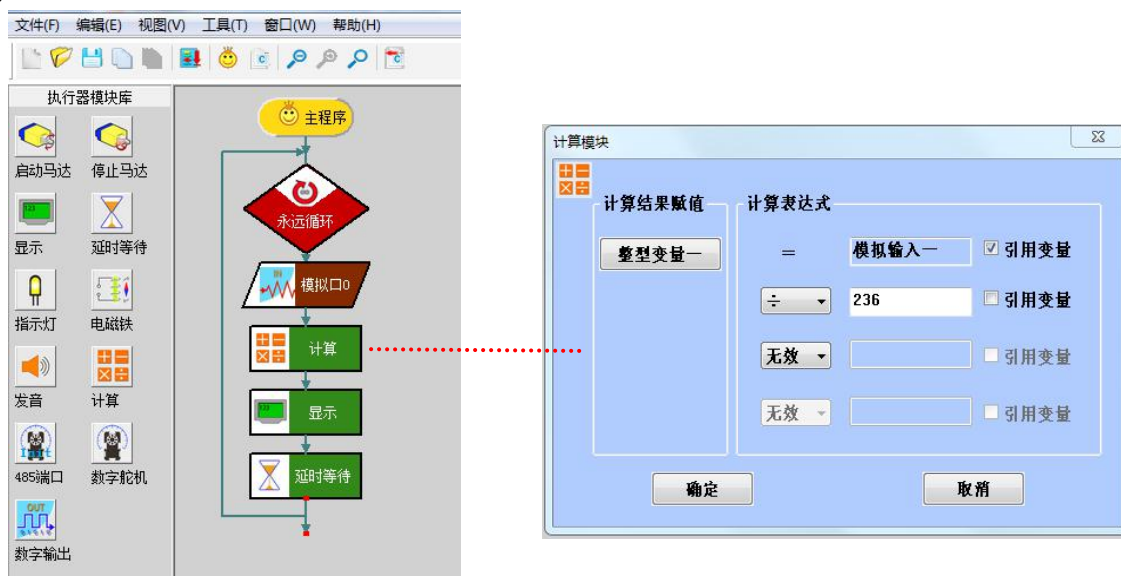 文件(F) 编辑(E) 视图(V) 工具(T) 窗口(W) 帮助(H)
执行器模块库
启动马达 停止马达
显示 延时等待
指示灯 电磁铁
发音 计算
485端口 数字舵机
数字输出
主程序
永远循环
模拟口0
计算
显示
延时等待
计算模块
计算结果赋值 计算表达式
整型变量一 = 模拟输入一 引用变量
÷ 236 引用变量
无效 引用变量
无效 引用变量
确定 取消